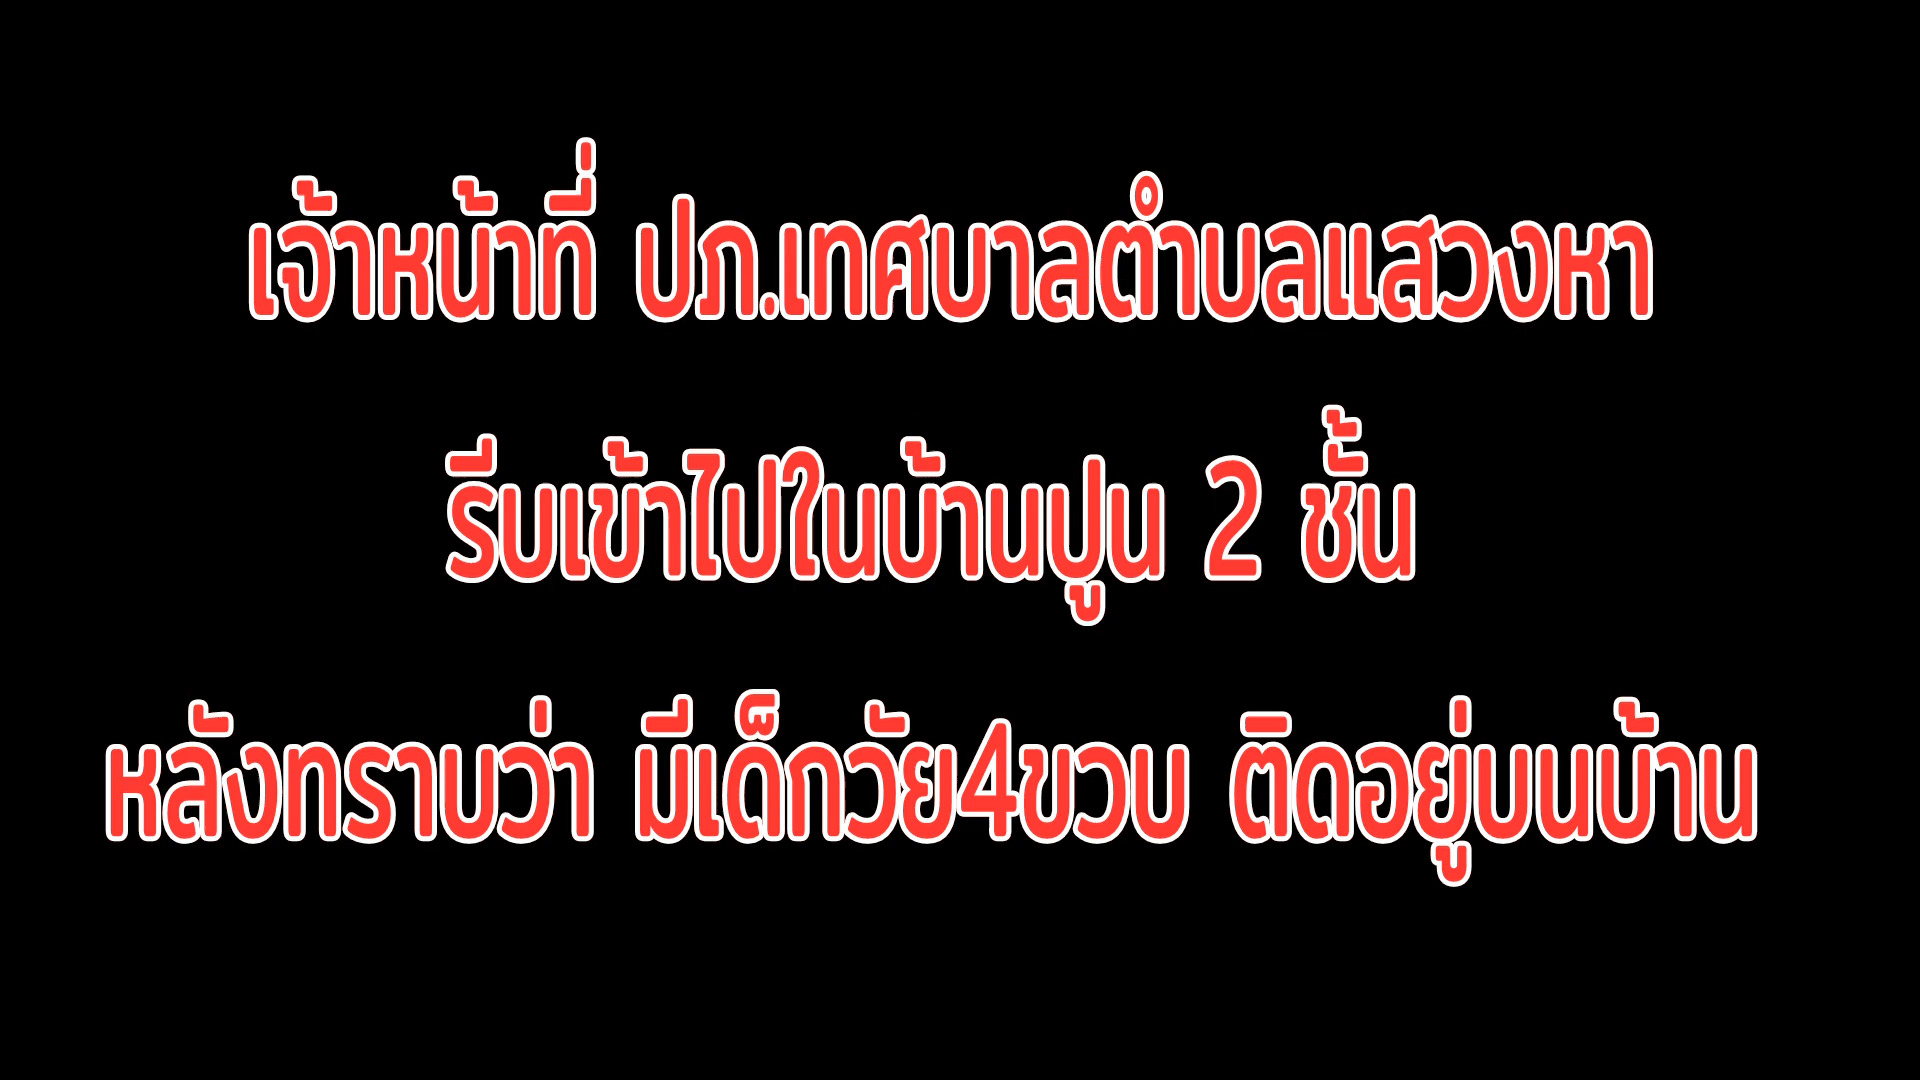 เจ้าหน้าที่ ปภ.เทศบาลตำบลแสวงหา
รีบเข้าไปในบ้านปูน 2 ชั้น
หลังทราบว่า มีเด็กวัย4ขวบ ติดอยู่บนบ้าน